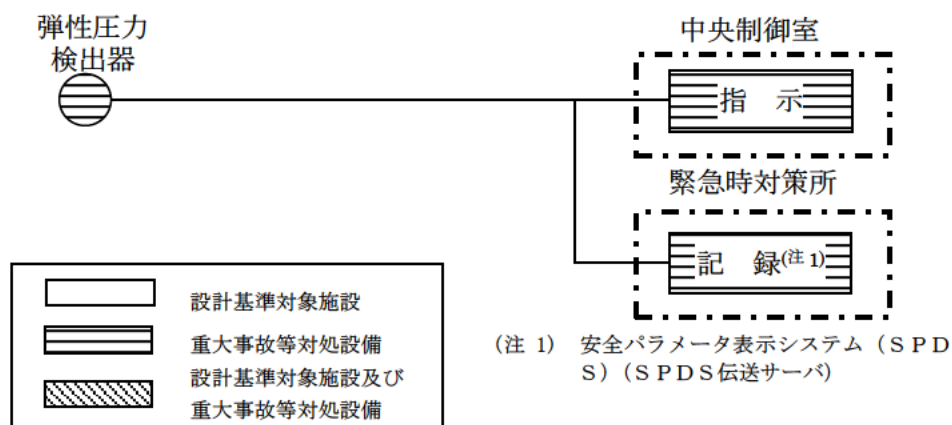 弾性圧力
検出器
中央制御室
指 示
緊急時対策所
記 録(注 1)
設計基準対象施設
重大事故等対処設備
設計基準対象施設及び
重大事故等対処設備
(注 1) 安全パラメータ表示システム(SPD
S)(SPDS伝送サーバ)